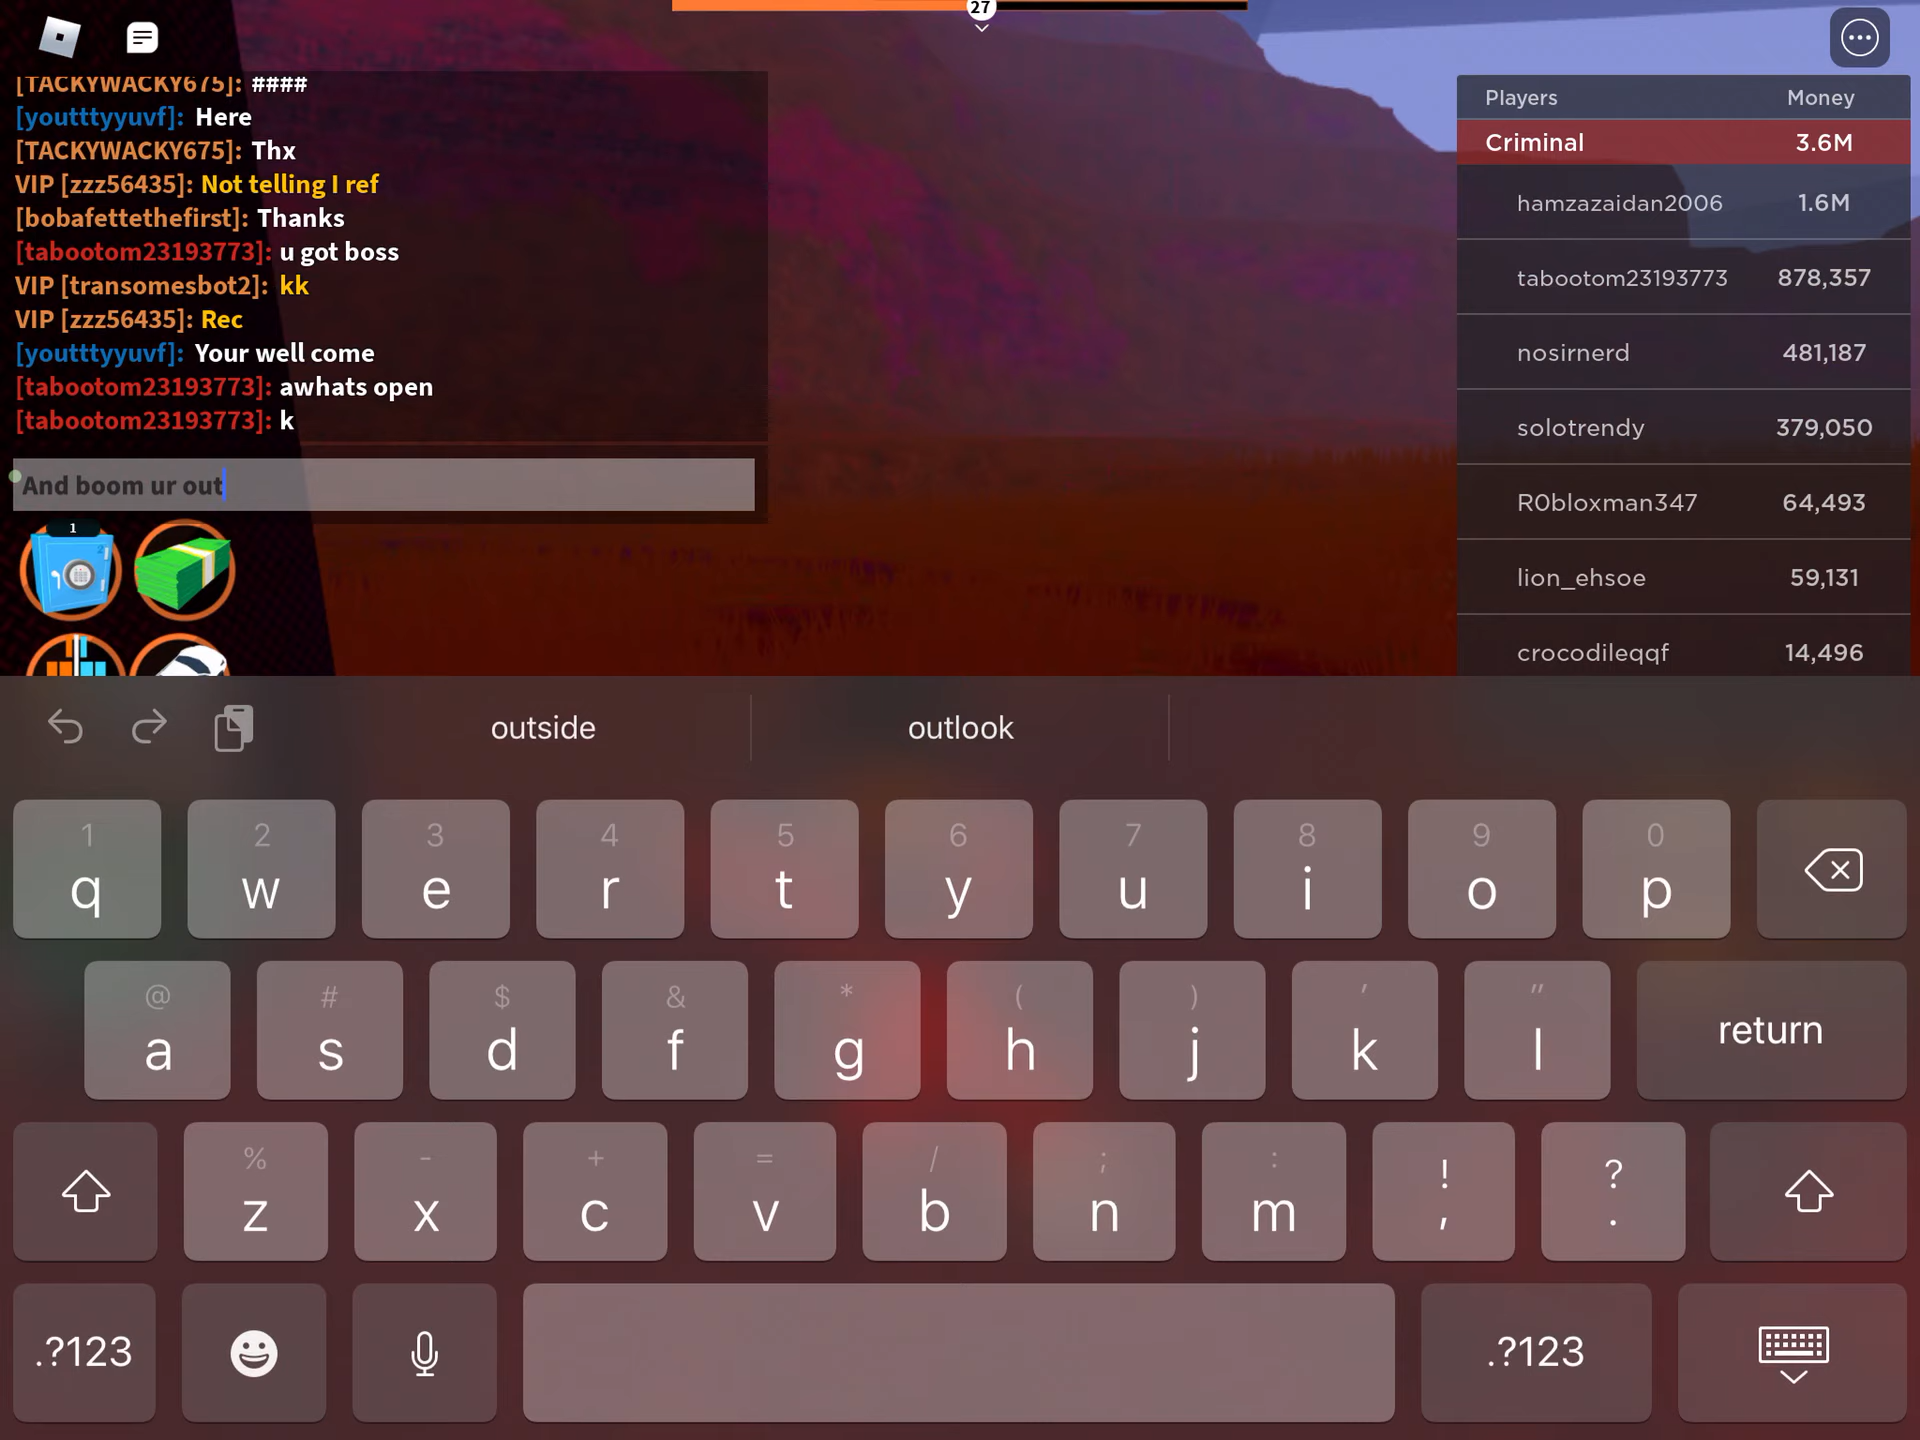 27
[TACKYWACKY675]: ####
[youtttyyuvf]: Here
[TACKYWACKY675]: Thx
VIP [zzz56435]: Not telling I ref
[bobafettethefirst]: Thanks
[tabootom23193773]: u got boss
VIP [transomesbot2]: kk
VIP [zzz56435]: Rec
[youtttyyuvf]: Your well come
[tabootom23193773]: awhats open
[tabootom23193773]: k
And boom ur out
1
Players Money
Criminal 3.6M
hamzazaidan2006 1.6M
tabootom23193773 878,357
nosirnerd 481,187
solotrendy 379,050
R0bloxman347 64,493
lion_ehsoe 59,131
crocodileqqf 14,496
outside outlook
1 2 3 4 5 6 7 8 9 0
q w e r t y u i o p
@ # $ & * ( ) ' "
a s d f g h j k l return
% - + = / ; : ! ?
z x c v b n m , .
.?123 .?123